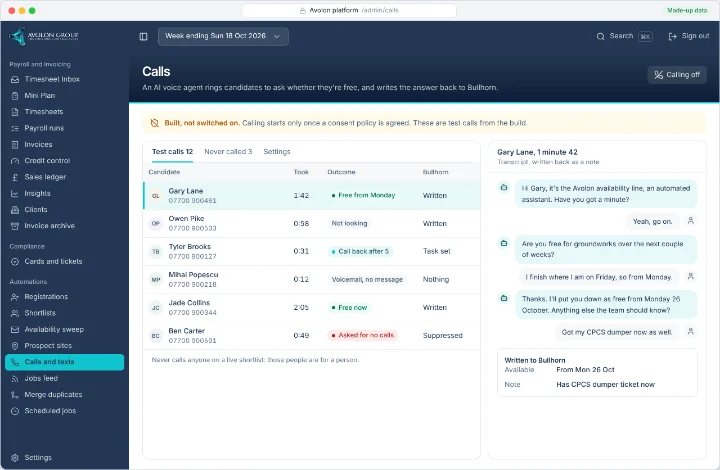 Avolon platform /admin/calls
Made-up data
AVOLON GROUP
Week ending Sun 18 Oct 2026
Search ⌘K
Sign out
Payroll and Invoicing
Timesheet Inbox
Mini Plan
Timesheets
Payroll runs
Invoices
Credit control
Sales ledger
Insights
Clients
Invoice archive
Compliance
Cards and tickets
Automations
Registrations
Shortlists
Availability sweep
Prospect sites
Calls and texts
Jobs feed
Merge duplicates
Scheduled jobs
Settings
Calls
An AI voice agent rings candidates to ask whether they're free, and writes the answer back to Bullhorn.
Calling off
Built, not switched on. Calling starts only once a consent policy is agreed. These are test calls from the build.
Test calls 12 Never called 3 Settings
Candidate Took Outcome Bullhorn
GL Gary Lane 1:42 Free from Monday Written
07700 900461
OP Owen Pike 0:58 Not looking Written
07700 900533
TB Tyler Brooks 0:31 Call back after 5 Task set
07700 900127
MP Mihai Popescu 0:12 Voicemail, no message Nothing
07700 900218
JC Jade Collins 2:05 Free now Written
07700 900344
BC Ben Carter 0:49 Asked for no calls Suppressed
07700 900591
Never calls anyone on a live shortlist: those people are for a person.
Gary Lane, 1 minute 42
Transcript, written back as a note
Hi Gary, it's the Avolon availability line, an automated
assistant. Have you got a minute?
Yeah, go on.
Are you free for groundworks over the next couple
of weeks?
I finish where I am on Friday, so from Monday.
Thanks. I'll put you down as free from Monday 26
October. Anything else the team should know?
Got my CPCS dumper now as well.
Written to Bullhorn
Available From Mon 26 Oct
Note Has CPCS dumper ticket now